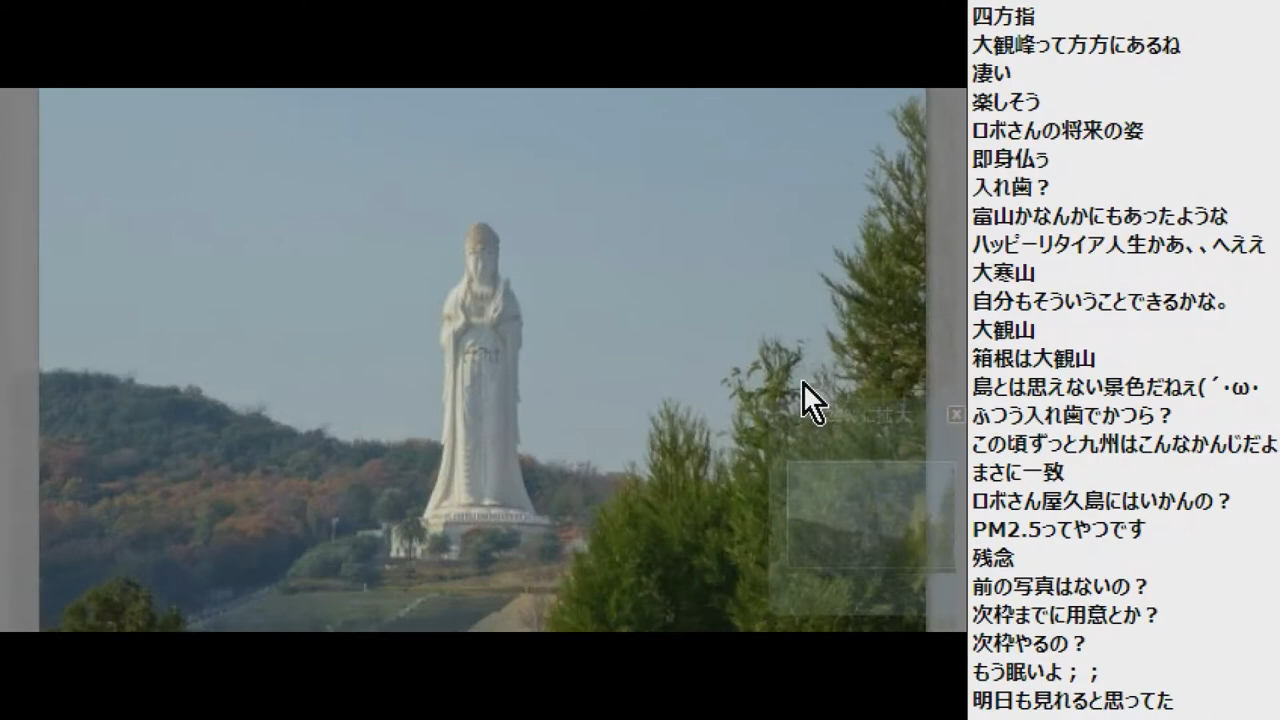 四方指
大観峰って方方にあるね
凄い
楽しそう
ロボさんの将来の姿
即身仏ぅ
入れ歯？
富山かなんかにもあったような
ハッピーリタイア人生かあ、、へええ
大寒山
自分もそういうことできるかな。
大観山
箱根は大観山
島とは思えない景色だねぇ(´･ω･
ふつう入れ歯でかつら？
この頃ずっと九州はこんなかんじだよ
まさに一致
ロボさん屋久島にはいかんの？
PM2.5ってやつです
残念
前の写真はないの？
次枠までに用意とか？
次枠やるの？
もう眠いよ；；
明日も見れると思ってた